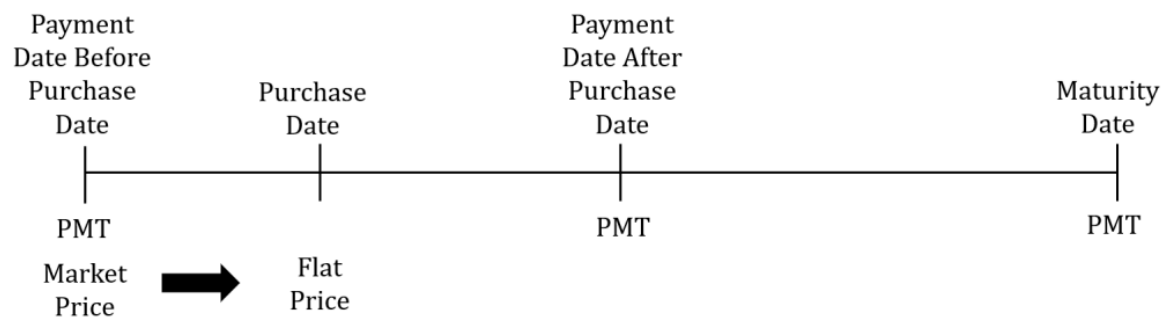 Payment
Date Before
Purchase
Date
Purchase
Date
Payment
Date After
Purchase
Date
Maturity
Date
PMT
PMT
PMT
Market
Price
Flat
Price